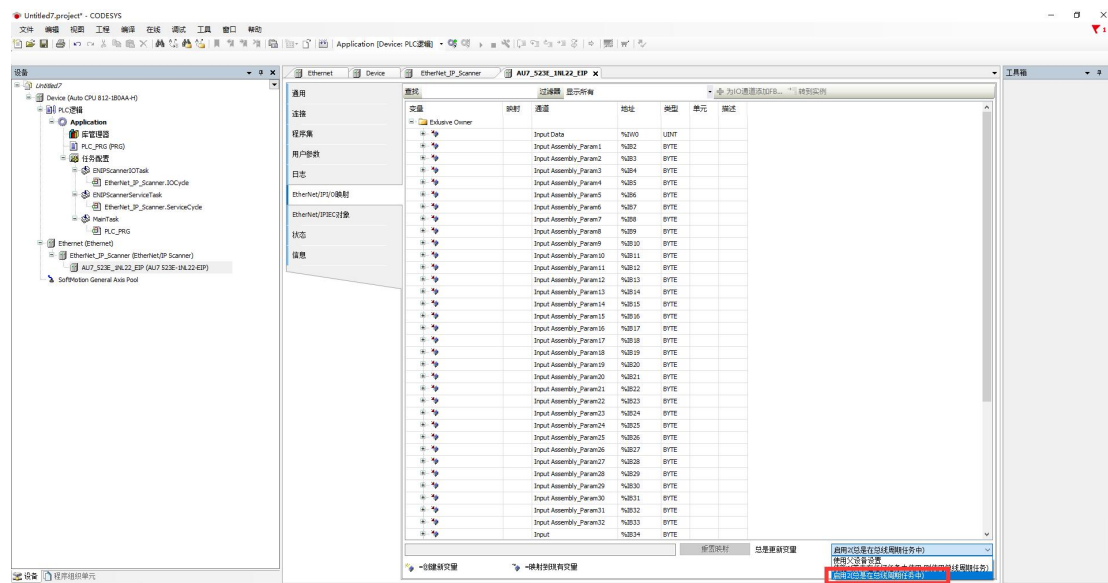 Untitled7.project* - CODESYS
文件 编辑 视图 工程 编译 在线 调试 工具 窗口 帮助
Application [Device: PLC逻辑]
1
设备
Untitled7
Device (Auto CPU 812-1B0AA-H)
PLC逻辑
Application
库管理器
PLC_PRG (PRG)
任务配置
ENIPScannerIOTask
EtherNet_IP_Scanner.IOCycle
ENIPScannerServiceTask
EtherNet_IP_Scanner.ServiceCycle
MainTask
PLC_PRG
Ethernet (Ethernet)
EtherNet_IP_Scanner (EtherNet/IP Scanner)
AU7_523E_1NL22_EIP (AU7 523E-1NL22-EIP)
SoftMotion General Axis Pool
设备 程序组织单元
Ethernet Device EtherNet_IP_Scanner AU7_523E_1NL22_EIP
通用
连接
程序集
用户参数
日志
EtherNet/IPI/O映射
EtherNet/IPIEC对象
状态
信息
查找 过滤器 显示所有 为IO通道添加FB... 转到实例
变量 映射 通道 地址 类型 单元 描述
Exlusive Owner
Input Data %IW0 UINT
Input Assembly_Param1 %IB2 BYTE
Input Assembly_Param2 %IB3 BYTE
Input Assembly_Param3 %IB4 BYTE
Input Assembly_Param4 %IB5 BYTE
Input Assembly_Param5 %IB6 BYTE
Input Assembly_Param6 %IB7 BYTE
Input Assembly_Param7 %IB8 BYTE
Input Assembly_Param8 %IB9 BYTE
Input Assembly_Param9 %IB10 BYTE
Input Assembly_Param10 %IB11 BYTE
Input Assembly_Param11 %IB12 BYTE
Input Assembly_Param12 %IB13 BYTE
Input Assembly_Param13 %IB14 BYTE
Input Assembly_Param14 %IB15 BYTE
Input Assembly_Param15 %IB16 BYTE
Input Assembly_Param16 %IB17 BYTE
Input Assembly_Param17 %IB18 BYTE
Input Assembly_Param18 %IB19 BYTE
Input Assembly_Param19 %IB20 BYTE
Input Assembly_Param20 %IB21 BYTE
Input Assembly_Param21 %IB22 BYTE
Input Assembly_Param22 %IB23 BYTE
Input Assembly_Param23 %IB24 BYTE
Input Assembly_Param24 %IB25 BYTE
Input Assembly_Param25 %IB26 BYTE
Input Assembly_Param26 %IB27 BYTE
Input Assembly_Param27 %IB28 BYTE
Input Assembly_Param28 %IB29 BYTE
Input Assembly_Param29 %IB30 BYTE
Input Assembly_Param30 %IB31 BYTE
Input Assembly_Param31 %IB32 BYTE
Input Assembly_Param32 %IB33 BYTE
Input %IB34 BYTE
重置映射 总是更新变量 启用2(总是在总线周期任务中)
使用父设备设置
启用2(总是在总线周期任务中)
=创建新变量 =映射到现有变量
工具箱